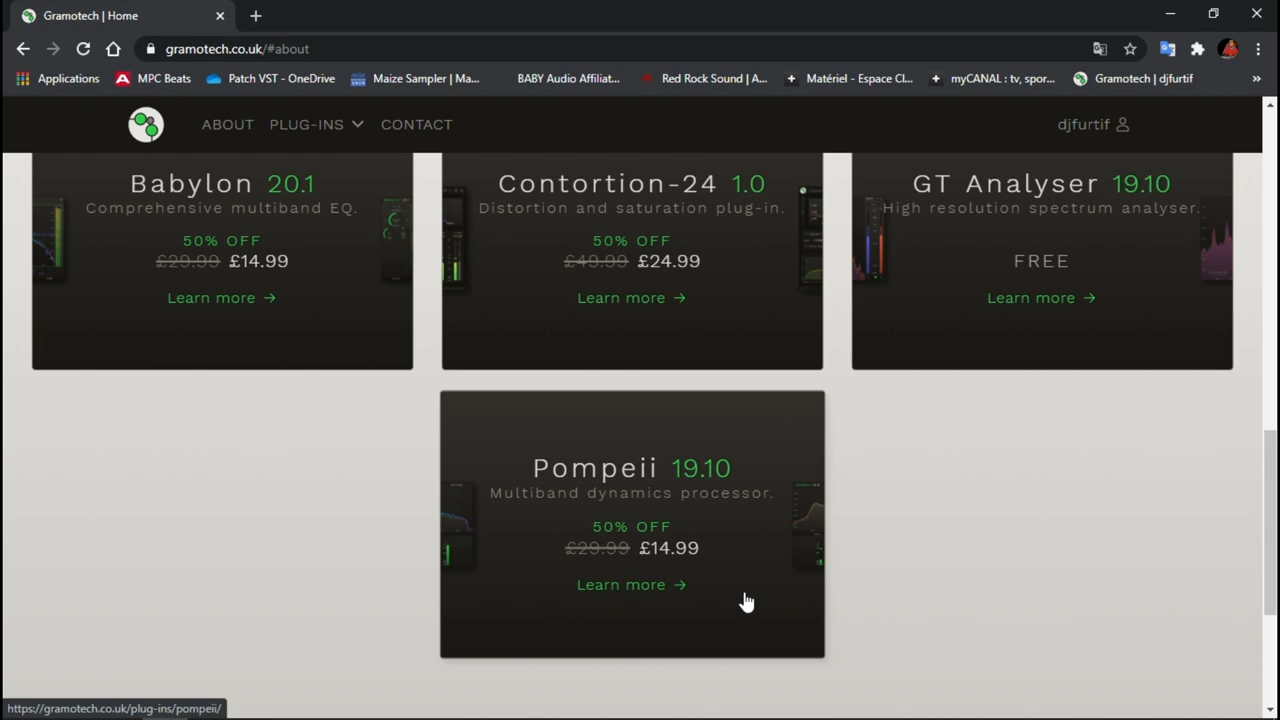 Gramotech | Home
gramotech.co.uk/#about
Applications MPC Beats Patch VST - OneDrive Maize Sampler | Ma... BABY Audio Affiliat... Red Rock Sound | A... Matériel - Espace Cl... myCANAL : tv, spor... Gramotech | djfurtif »
ABOUT PLUG-INS CONTACT djfurtif
Babylon 20.1
Comprehensive multiband EQ.
50% OFF
£29.99 £14.99
Learn more →
Contortion-24 1.0
Distortion and saturation plug-in.
50% OFF
£49.99 £24.99
Learn more →
GT Analyser 19.10
High resolution spectrum analyser.
FREE
Learn more →
Pompeii 19.10
Multiband dynamics processor.
50% OFF
£29.99 £14.99
Learn more →
https://gramotech.co.uk/plug-ins/pompeii/